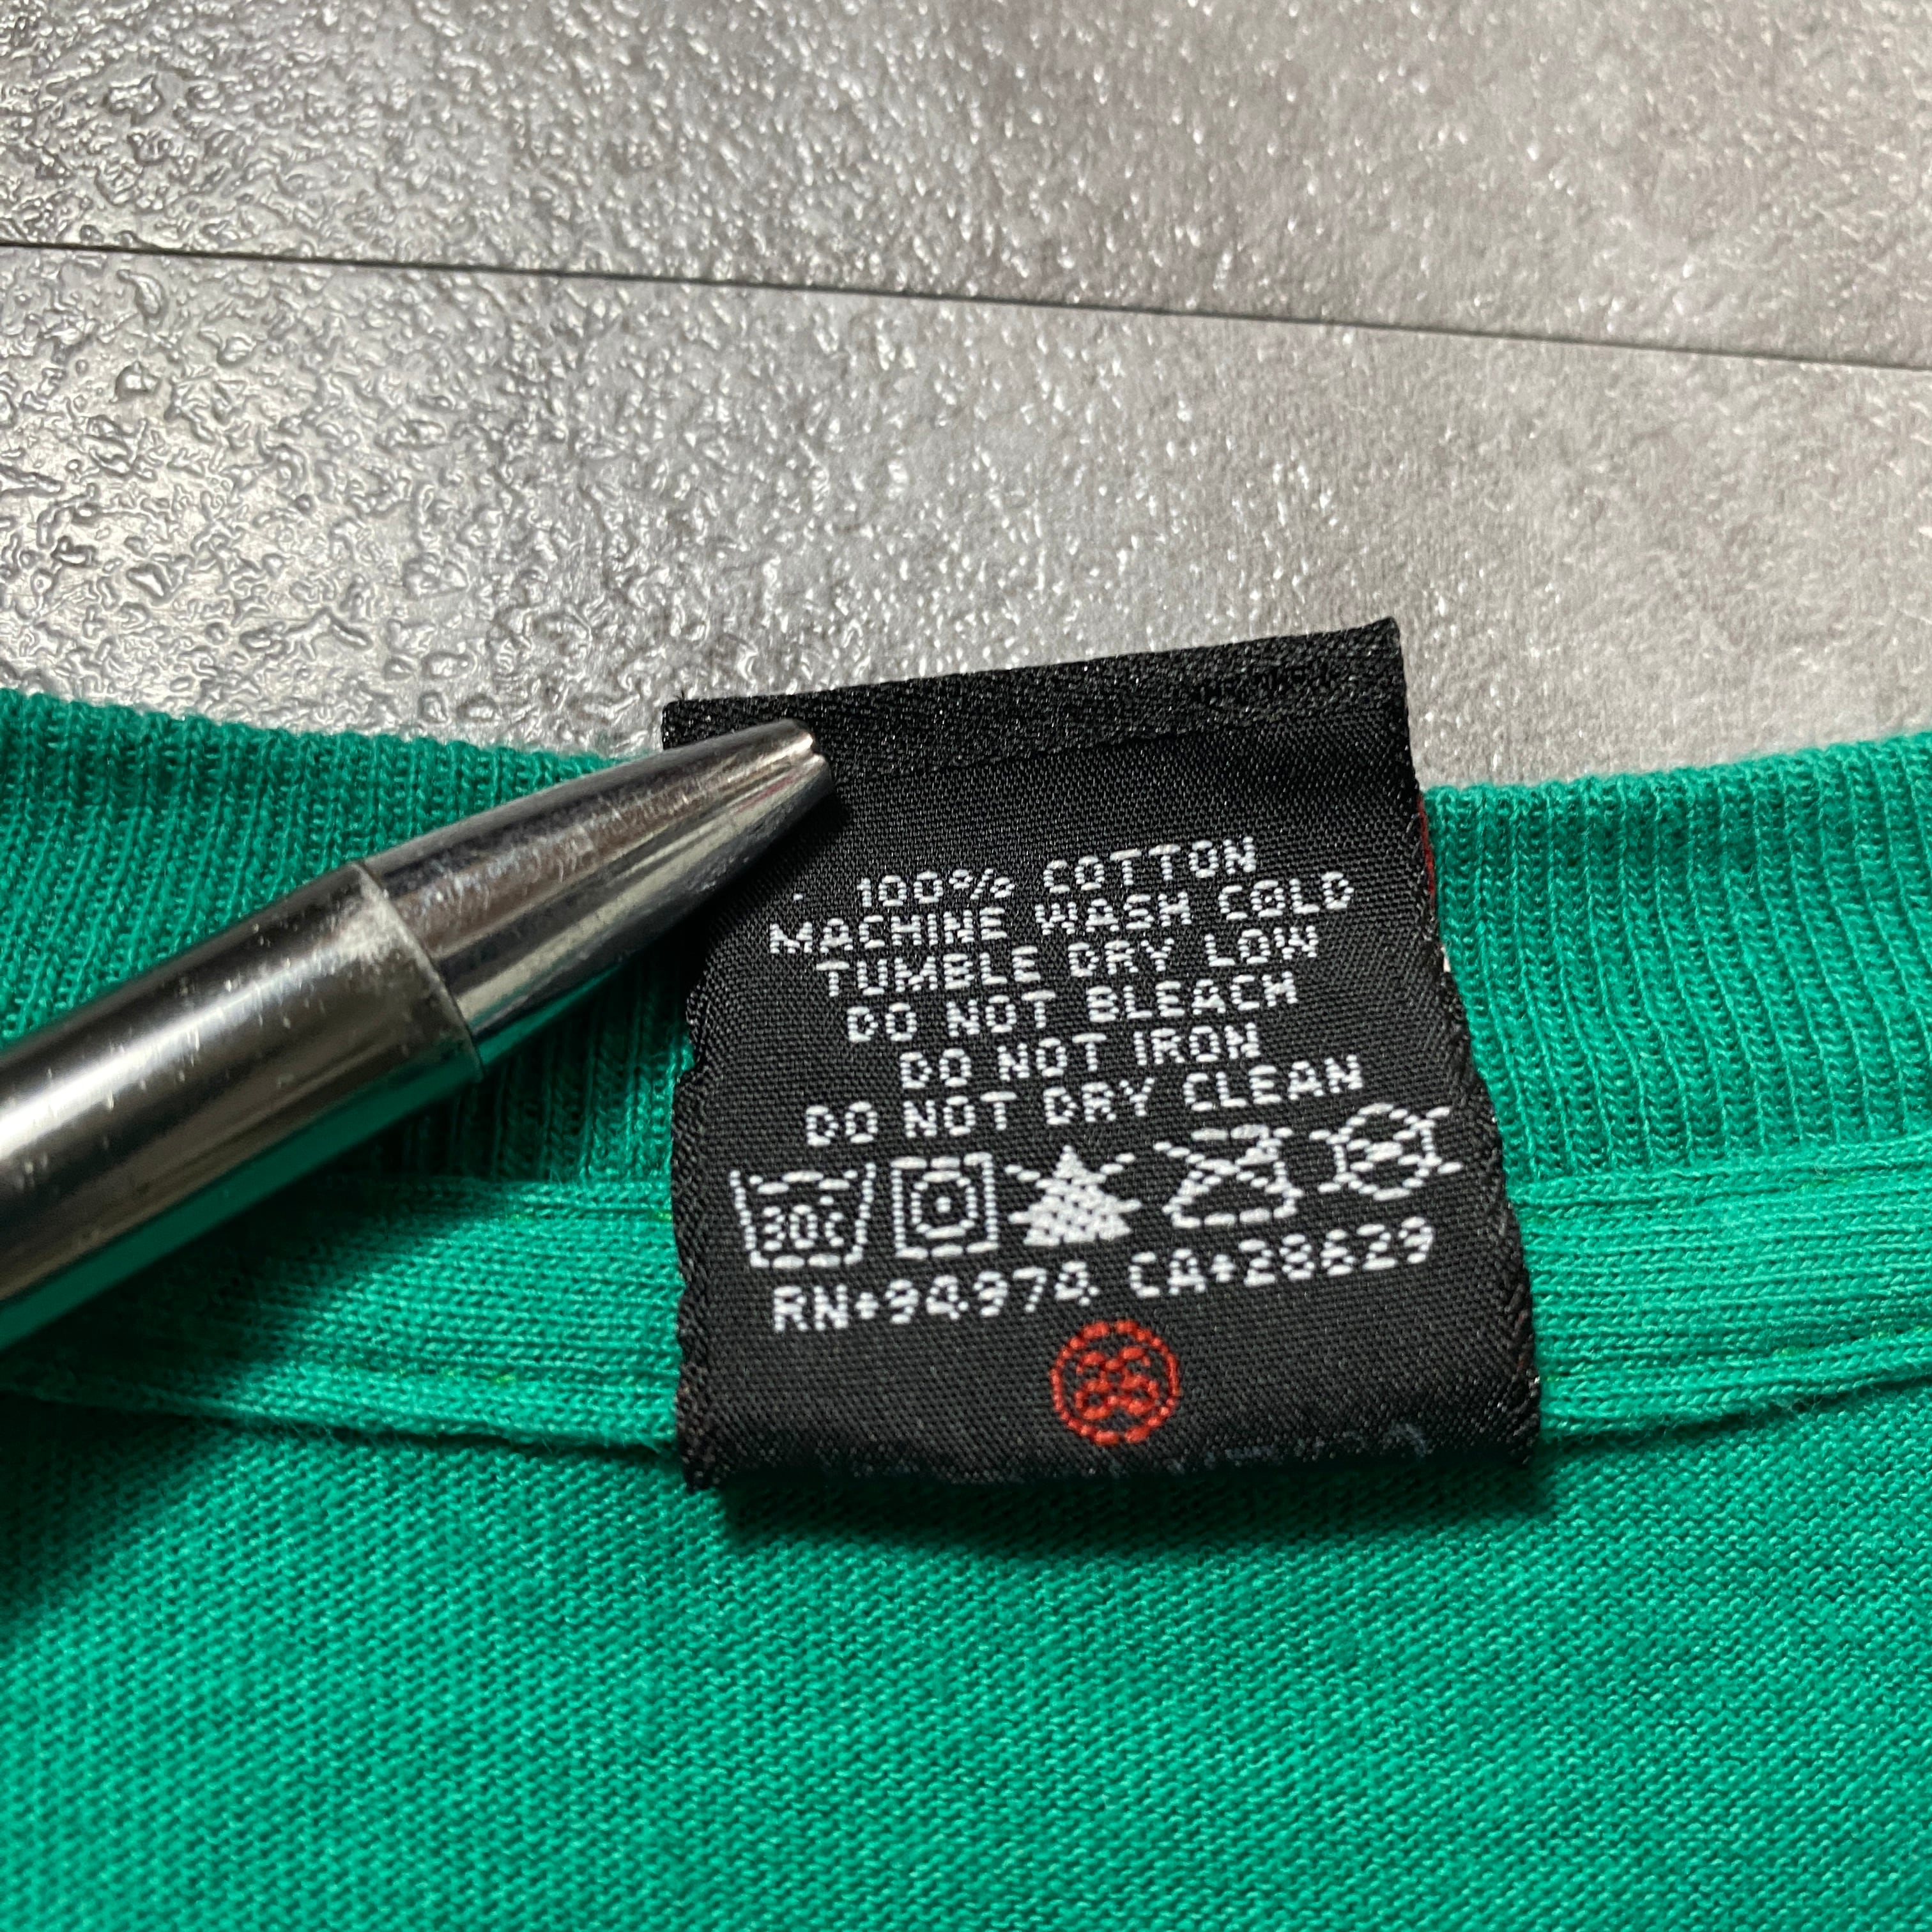 100% COTTON
MACHINE WASH COLD
TUMBLE DRY LOW
DO NOT BLEACH
DO NOT IRON
DO NOT DRY CLEAN
30°C
RN#94974 CA#28629